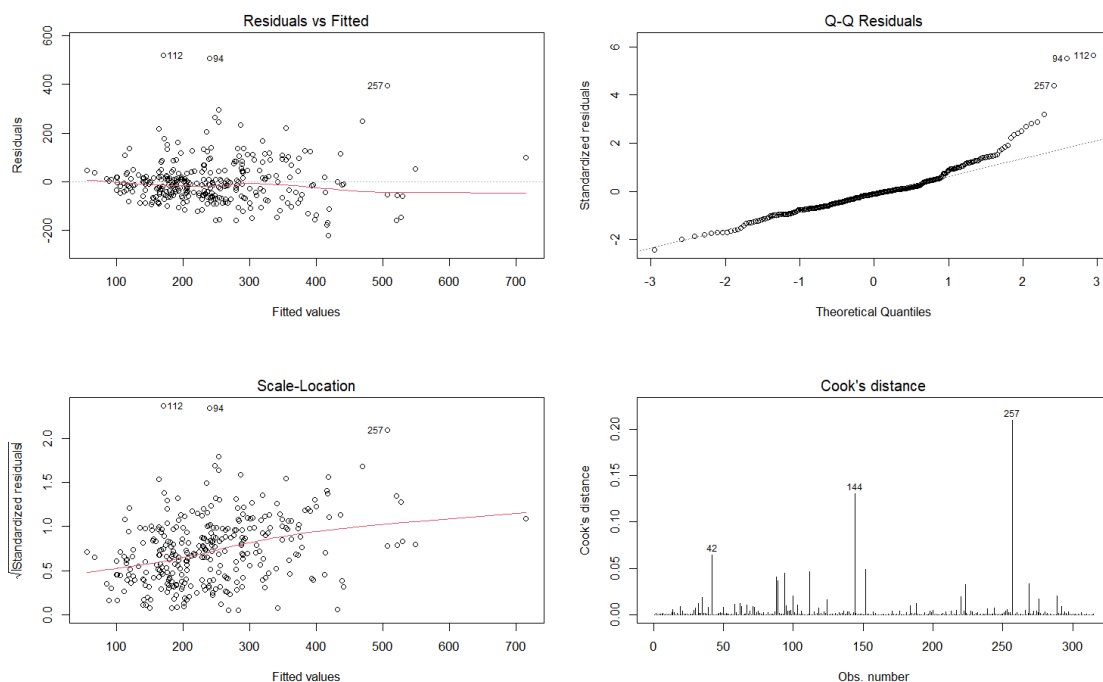 Residuals vs Fitted
Residuals
600
400
200
0
-200
112
94
257
100 200 300 400 500 600 700
Fitted values
Q-Q Residuals
Standardized residuals
6
4
2
0
-2
94
112
257
-3 -2 -1 0 1 2 3
Theoretical Quantiles
Scale-Location
√|Standardized residuals|
2.0
1.5
1.0
0.5
0.0
112
94
257
100 200 300 400 500 600 700
Fitted values
Cook's distance
Cook's distance
0.20
0.15
0.10
0.05
0.00
257
144
42
0 50 100 150 200 250 300
Obs. number